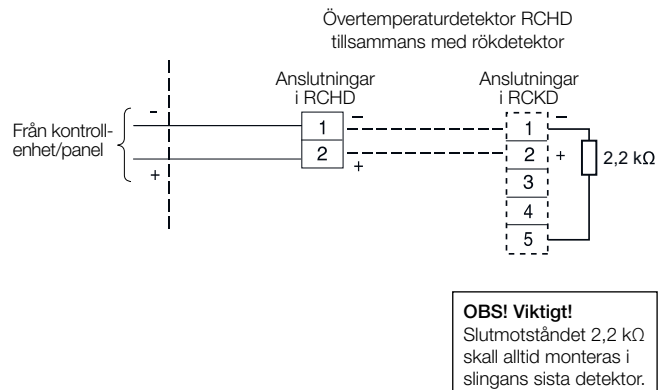 Övertemperaturdetektor RCHD
tillsammans med rökdetektor
Anslutningar
i RCHD
Anslutningar
i RCKD
Från kontroll-
enhet/panel
-
+
1
2
–
+
1
2
3
4
5
–
+
2,2 kΩ
OBS! Viktigt!
Slutmotståndet 2,2 kΩ
skall alltid monteras i
slingans sista detektor.